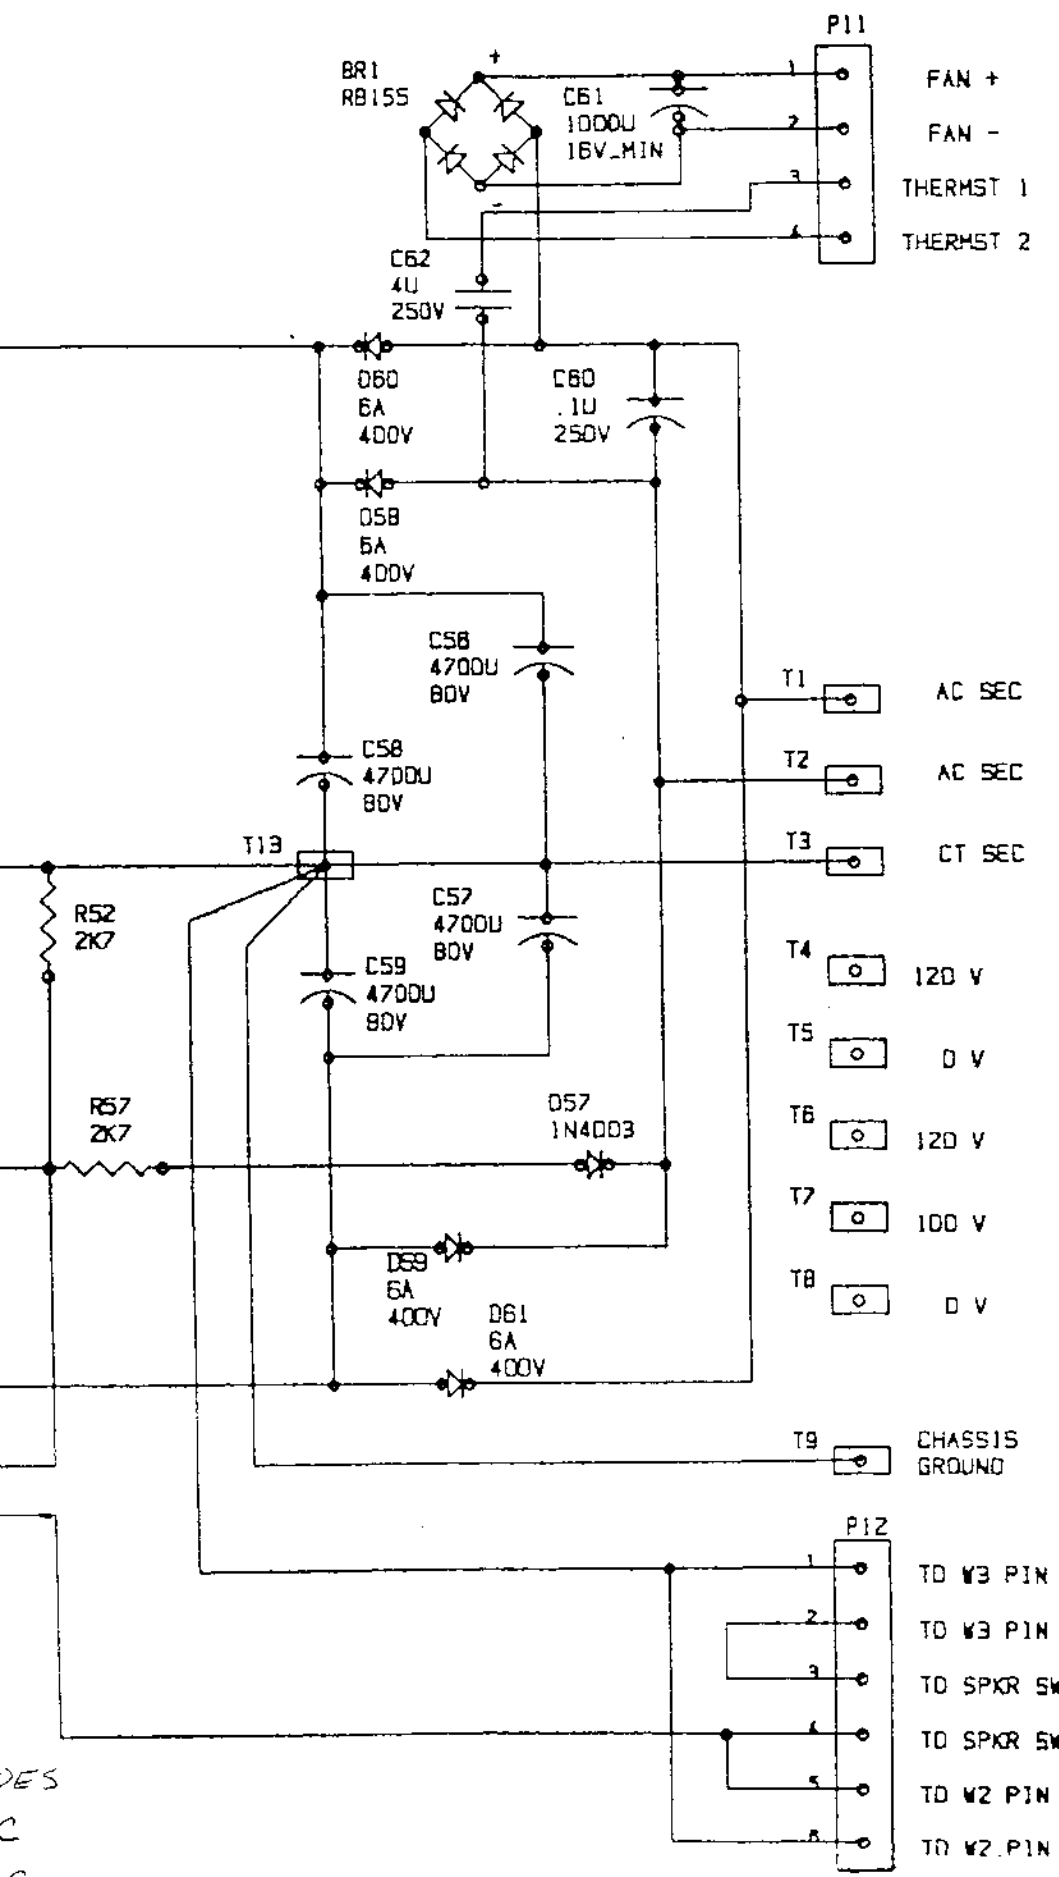 P11
BR1
RB155
+
C61
1000U
16V_MIN
1
FAN +
2
FAN -
3
THERMST 1
4
THERMST 2
-
C62
4U
250V
D60
6A
400V
C60
.1U
250V
D58
6A
400V
C56
4700U
80V
T1
AC SEC
C58
4700U
80V
T2
AC SEC
T13
T3
CT SEC
R52
2K7
C57
4700U
80V
C59
4700U
80V
T4
120 V
T5
0 V
R57
2K7
D57
1N4003
T6
120 V
T7
100 V
D59
6A
400V
T8
0 V
D61
6A
400V
T9
CHASSIS
GROUND
P12
1
TO W3 PIN
2
TO W3 PIN
3
TO SPKR SW
4
TO SPKR SW
5
TO W2 PIN
6
TO W2 PIN
DES
C